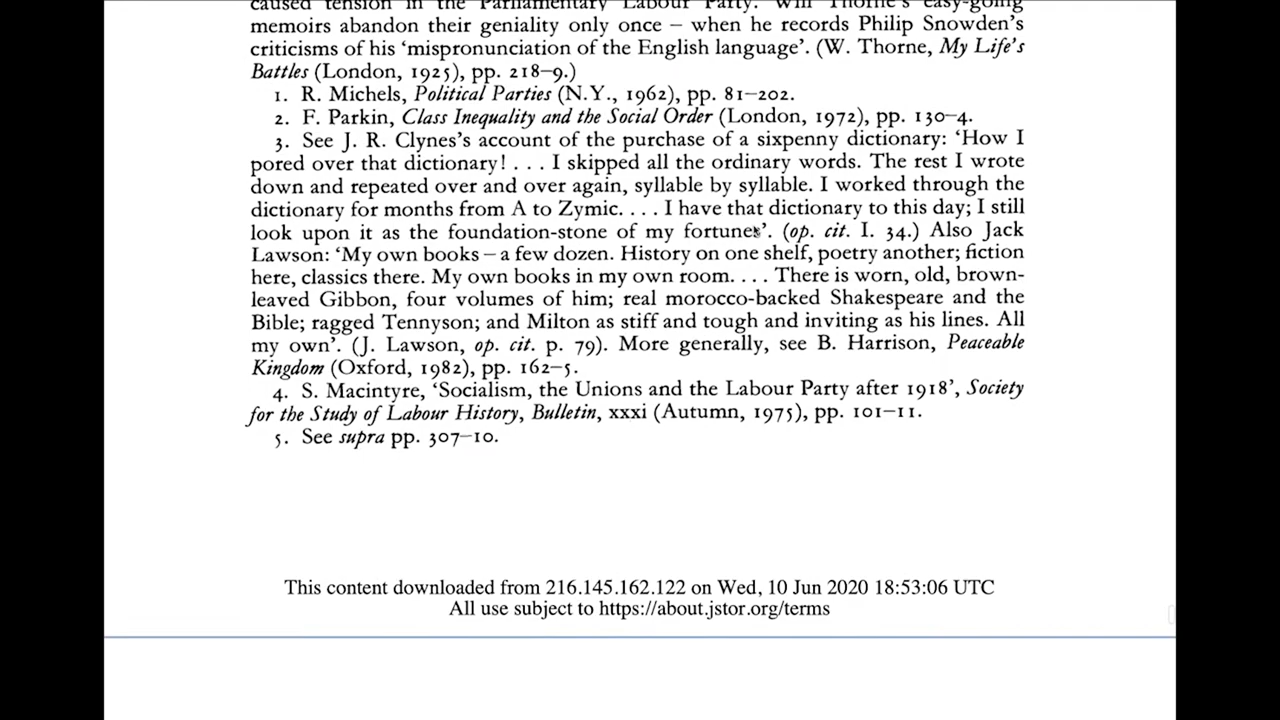 caused tension in the Parliamentary Labour Party. Will Thorne's easy-going
memoirs abandon their geniality only once – when he records Philip Snowden's
criticisms of his 'mispronunciation of the English language'. (W. Thorne, My Life's
Battles (London, 1925), pp. 218–9.)
1. R. Michels, Political Parties (N.Y., 1962), pp. 81–202.
2. F. Parkin, Class Inequality and the Social Order (London, 1972), pp. 130–4.
3. See J. R. Clynes's account of the purchase of a sixpenny dictionary: 'How I
pored over that dictionary! . . . I skipped all the ordinary words. The rest I wrote
down and repeated over and over again, syllable by syllable. I worked through the
dictionary for months from A to Zymic. . . . I have that dictionary to this day; I still
look upon it as the foundation-stone of my fortunes'. (op. cit. I. 34.) Also Jack
Lawson: 'My own books – a few dozen. History on one shelf, poetry another; fiction
here, classics there. My own books in my own room. . . . There is worn, old, brown-
leaved Gibbon, four volumes of him; real morocco-backed Shakespeare and the
Bible; ragged Tennyson; and Milton as stiff and tough and inviting as his lines. All
my own'. (J. Lawson, op. cit. p. 79). More generally, see B. Harrison, Peaceable
Kingdom (Oxford, 1982), pp. 162–5.
4. S. Macintyre, 'Socialism, the Unions and the Labour Party after 1918', Society
for the Study of Labour History, Bulletin, xxxi (Autumn, 1975), pp. 101–11.
5. See supra pp. 307–10.
This content downloaded from 216.145.162.122 on Wed, 10 Jun 2020 18:53:06 UTC
All use subject to https://about.jstor.org/terms